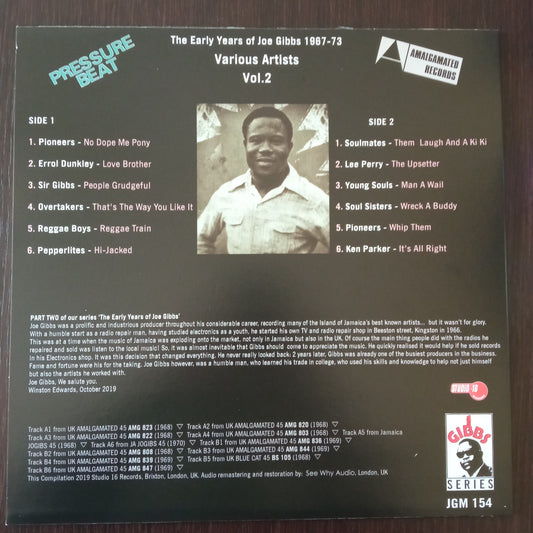 The Early Years of Joe Gibbs 1967-73
PRESSURE
BEAT
Various Artists
Vol.2
A
AMALGAMATED
RECORDS
SIDE 1
1. Pioneers - No Dope Me Pony
2. Errol Dunkley - Love Brother
3. Sir Gibbs - People Grudgeful
4. Overtakers - That's The Way You Like It
5. Reggae Boys - Reggae Train
6. Pepperlites - Hi-Jacked
SIDE 2
1. Soulmates - Them Laugh And A Ki Ki
2. Lee Perry - The Upsetter
3. Young Souls - Man A Wail
4. Soul Sisters - Wreck A Buddy
5. Pioneers - Whip Them
6. Ken Parker - It's All Right
PART TWO of our series 'The Early Years of Joe Gibbs'
Joe Gibbs was a prolific and industrious producer throughout his considerable career, recording many of the Island of Jamaica's best known artists... but it wasn't for glory.
With a humble start as a radio repair man, having studied electronics as a youth, he started his own TV and radio repair shop in Beeston street, Kingston in 1966.
This was at a time when the music of Jamaica was exploding onto the market, not only in Jamaica but also in the UK. Of course the main thing people did with the radios he
repaired and sold was listen to the local music! So, it was almost inevitable that Gibbs should come to appreciate the music. He quickly realised it would help if he sold records
in his Electronics shop. It was this decision that changed everything. He never really looked back: 2 years later, Gibbs was already one of the busiest producers in the business.
Fame and fortune were his for the taking. Joe Gibbs however, was a humble man, who learned his trade in college, who used his skills and knowledge to help not just himself
but also the artists he worked with.
Joe Gibbs, We salute you.
Winston Edwards, October 2019
STUDIO-16
Track A1 from UK AMALGAMATED 45 AMG 823 (1968) ▽ Track A2 from UK AMALGAMATED 45 AMG 820 (1968) ▽
Track A3 from UK AMALGAMATED 45 AMG 822 (1968) ▽ Track A4 from UK AMALGAMATED 45 AMG 803 (1968) ▽ Track A5 from Jamaica
JOGIBS 45 (1968) ▽ Track A6 from JA JOGIBS 45 (1970) ▽ Track B1 from UK AMALGAMATED 45 AMG 836 (1969) ▽
Track B2 from UK AMALGAMATED 45 AMG 808 (1968) ▽ Track B3 from UK AMALGAMATED 45 AMG 844 (1969) ▽
Track B4 from UK AMALGAMATED 45 AMG 839 (1969) ▽ Track B5 from UK BLUE CAT 45 BS 105 (1968) ▽
Track B6 from UK AMALGAMATED 45 AMG 847 (1969) ▽
This Compilation 2019 Studio 16 Records, Brixton, London, UK, Audio remastering and restoration by: See Why Audio, London, UK
J
GIBBS
SERIES
JGM 154